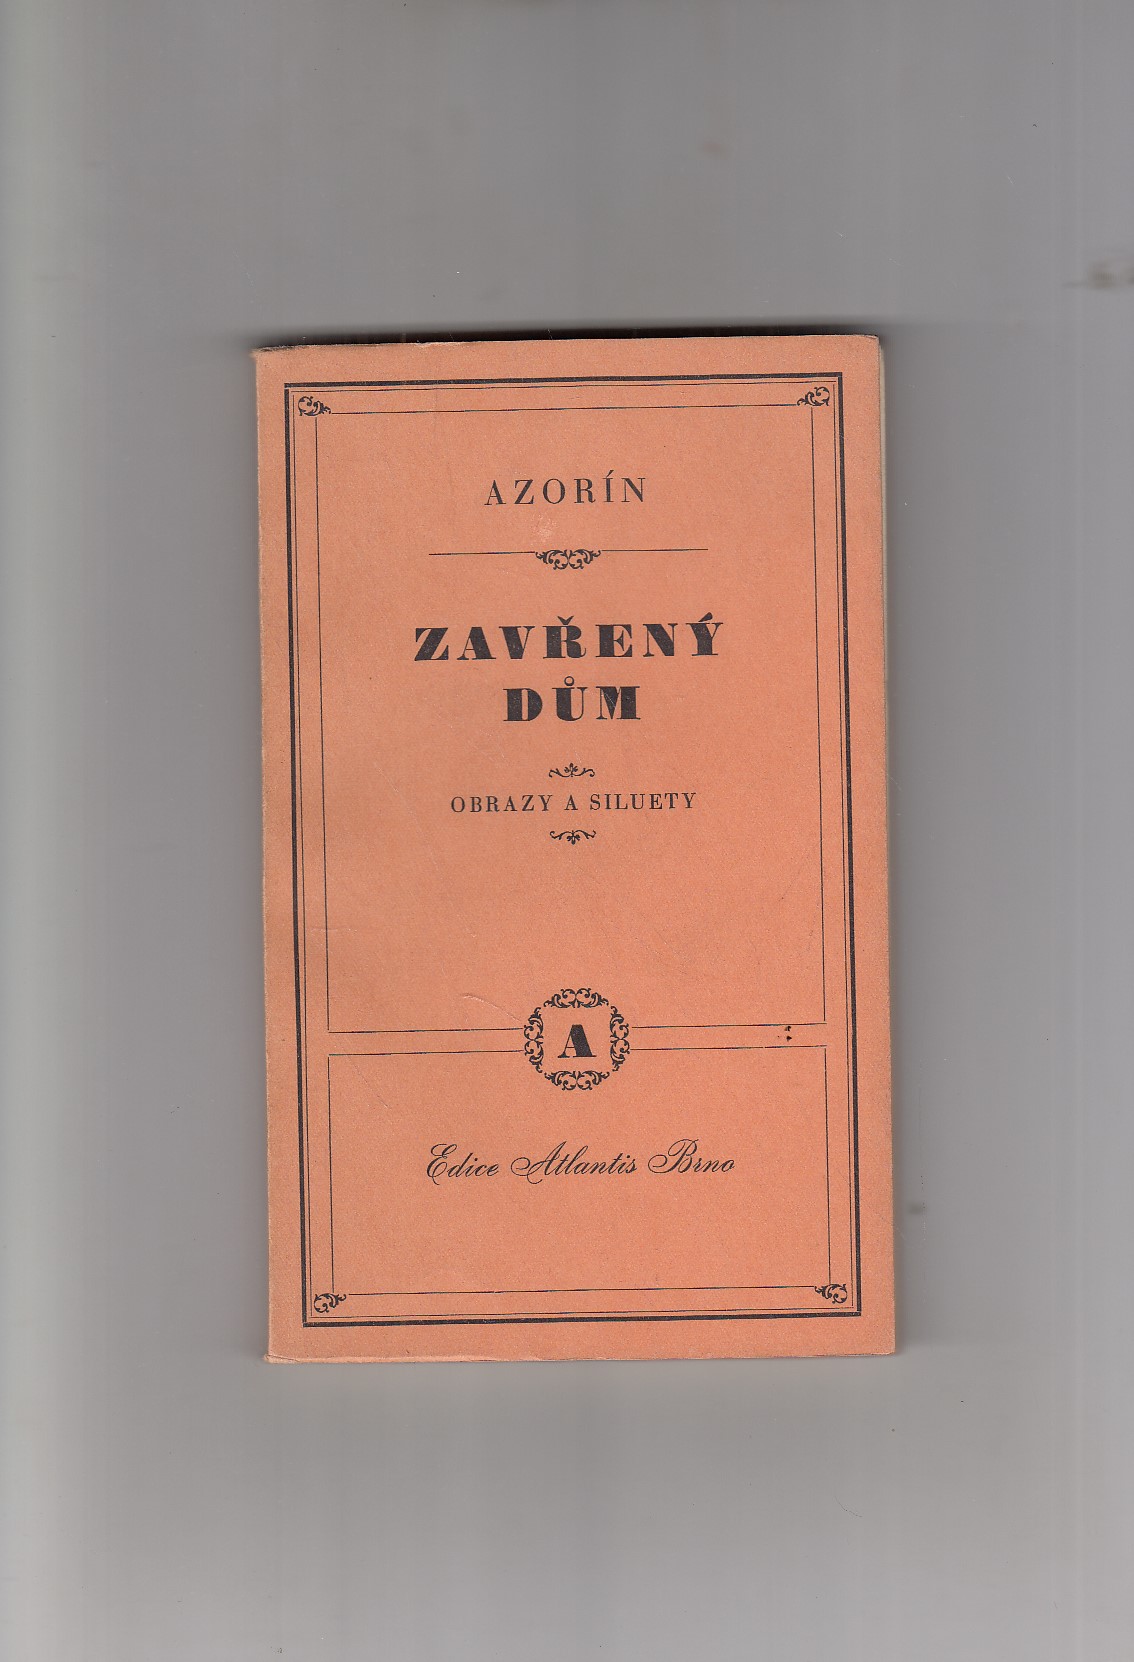 AZORÍN
ZAVŘENÝ
DŮM
OBRAZY A SILUETY
A
Edice Atlantis Brno